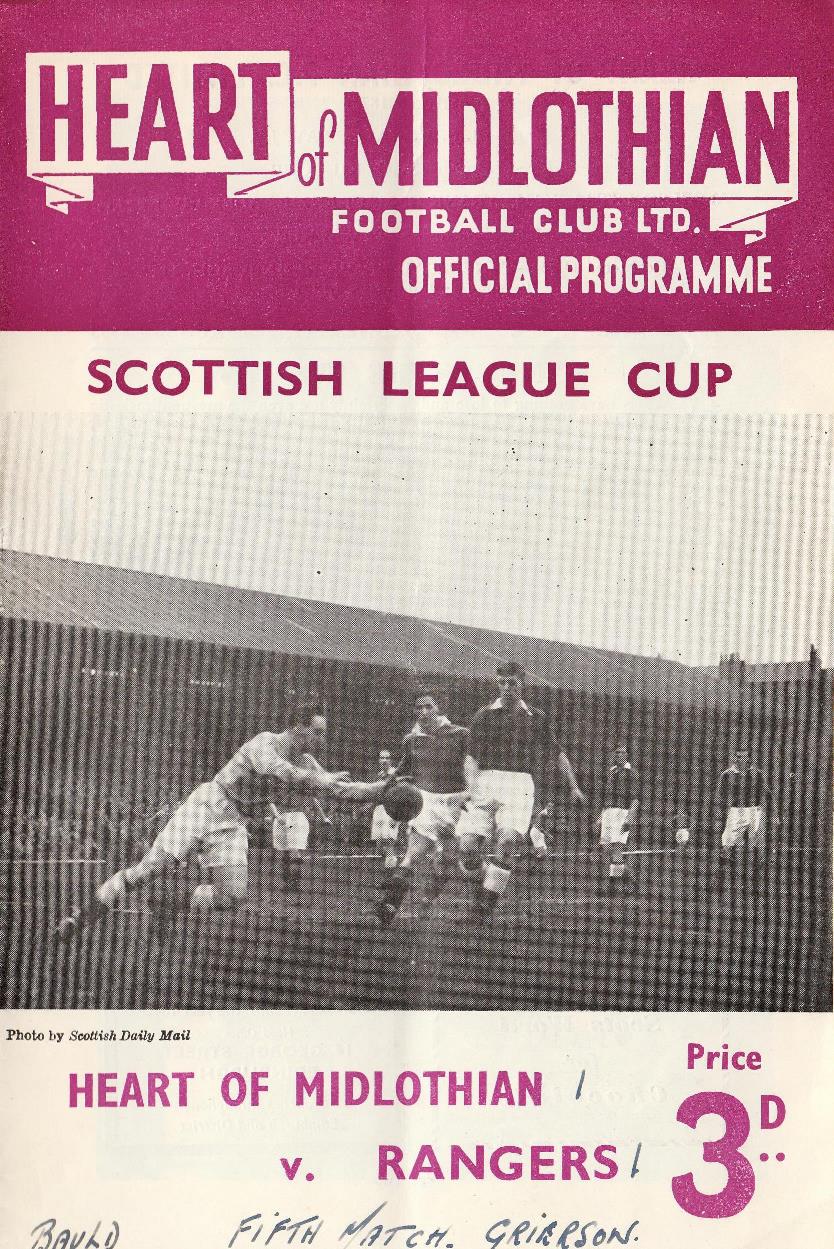 HEART of MIDLOTHIAN
FOOTBALL CLUB LTD.
OFFICIAL PROGRAMME
SCOTTISH LEAGUE CUP
Photo by Scottish Daily Mail
HEART OF MIDLOTHIAN 1
v. RANGERS 1
Price
3D..
BAULD FIFTH MATCH. GRIERSON.